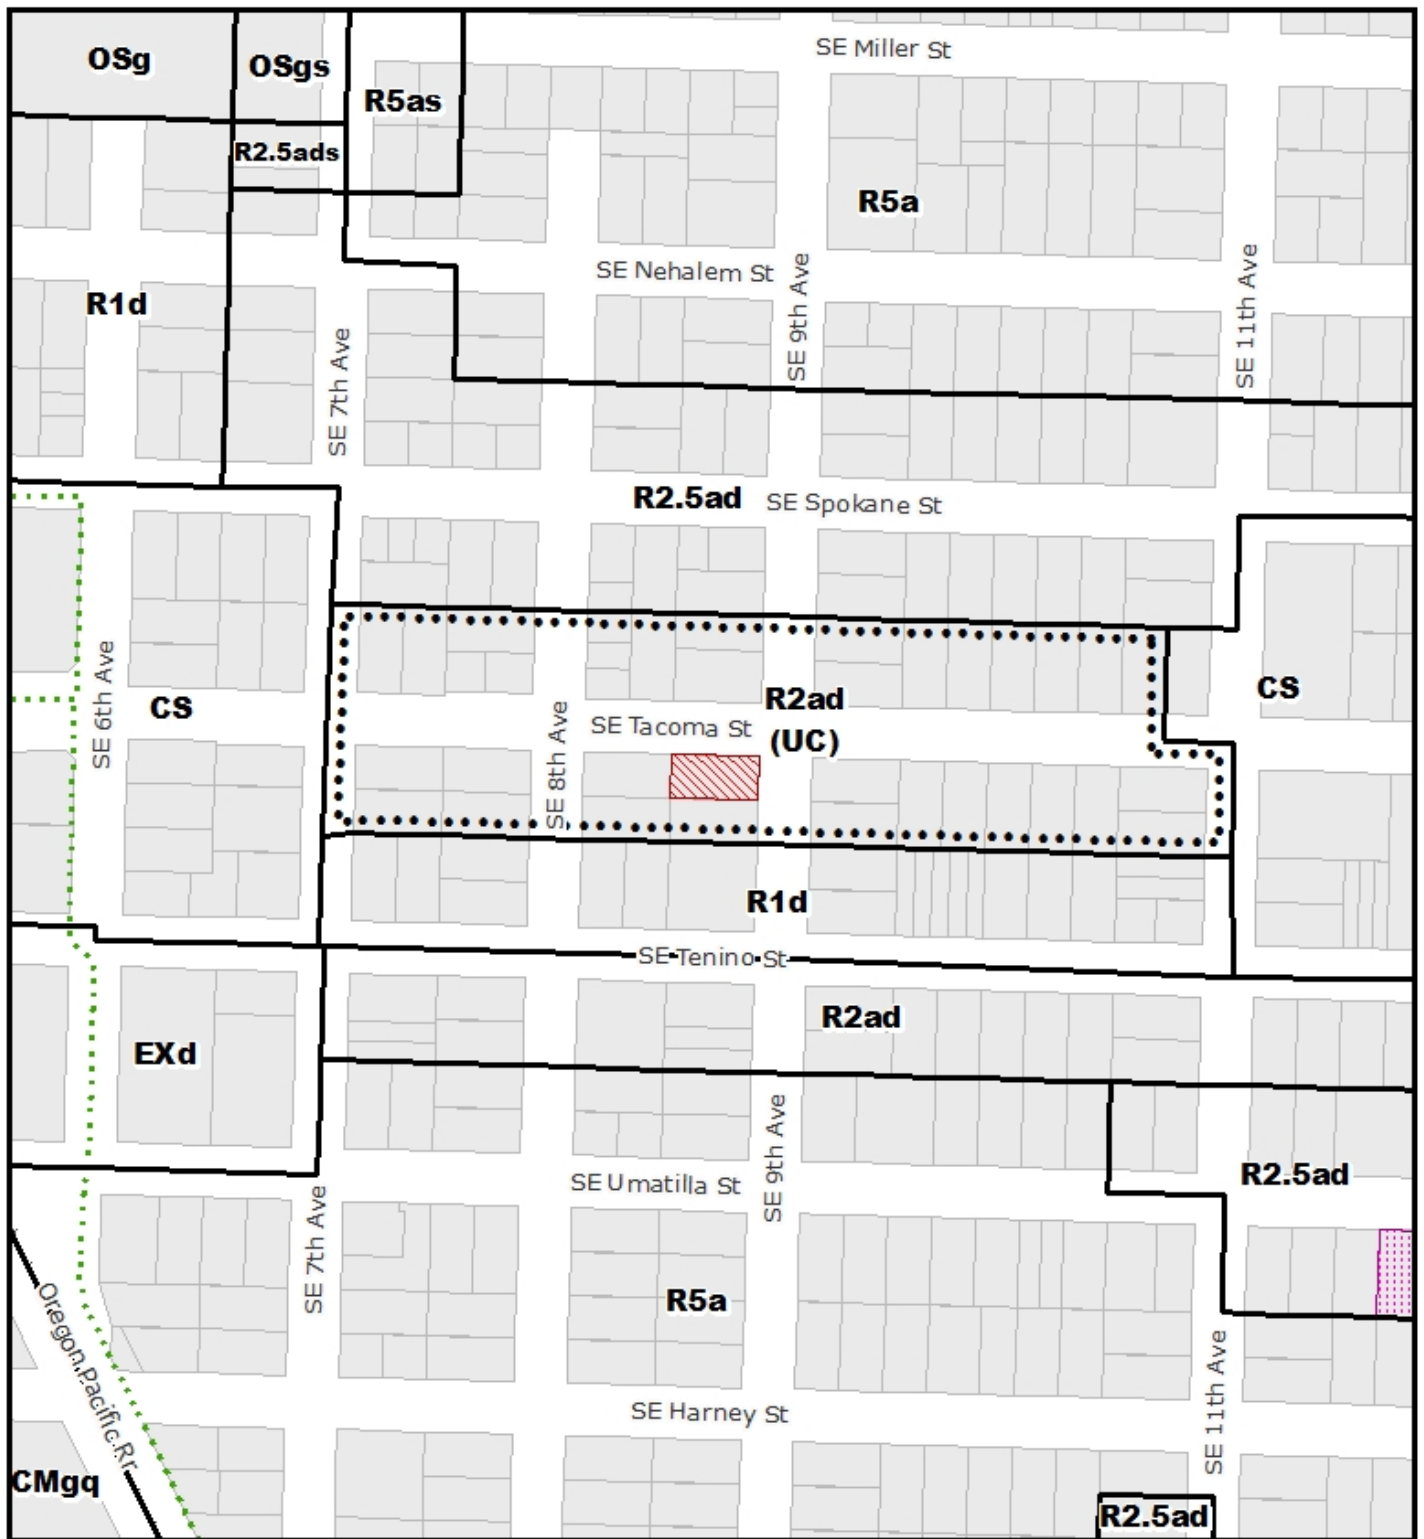 SE Miller St
OSg
OSgs
R5as
R2.5ads
R5a
SE Nehalem St
SE 9th Ave
SE 11th Ave
R1d
SE 7th Ave
R2.5ad
SE Spokane St
SE 6th Ave
CS
R2ad
(UC)
CS
SE Tacoma St
SE 8th Ave
R1d
SE Tenino St
R2ad
EXd
SE 9th Ave
SE Umatilla St
R2.5ad
SE 7th Ave
R5a
Oregon Pacific Rr
SE 11th Ave
SE Harney St
CMgq
R2.5ad